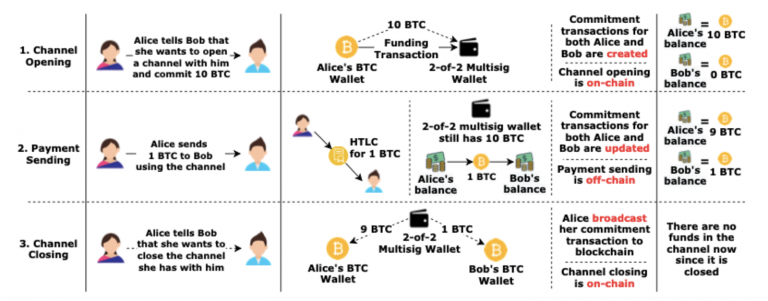 1. Channel
Opening
Alice tells Bob that
she wants to open
a channel with him
and commit 10 BTC
10 BTC
Funding
Transaction
Alice's BTC
Wallet
2-of-2 Multisig
Wallet
Commitment
transactions for
both Alice and
Bob are created
Channel opening
is on-chain
=
Alice's 10 BTC
balance
=
Bob's 0 BTC
balance
2. Payment
Sending
Alice sends
1 BTC to Bob
using the channel
HTLC
for 1 BTC
2-of-2 multisig wallet
still has 10 BTC
Alice's
balance
1 BTC
Bob's
balance
Commitment
transactions for
both Alice and
Bob are updated
Payment sending
is off-chain
=
Alice's 9 BTC
balance
=
Bob's 1 BTC
balance
3. Channel
Closing
Alice tells Bob
that she wants to
close the channel
she has with him
9 BTC
1 BTC
2-of-2
Multisig Wallet
Alice's BTC
Wallet
Bob's BTC
Wallet
Alice broadcast
her commitment
transaction to
blockchain
Channel closing
is on-chain
There are no
funds in the
channel now
since it is
closed